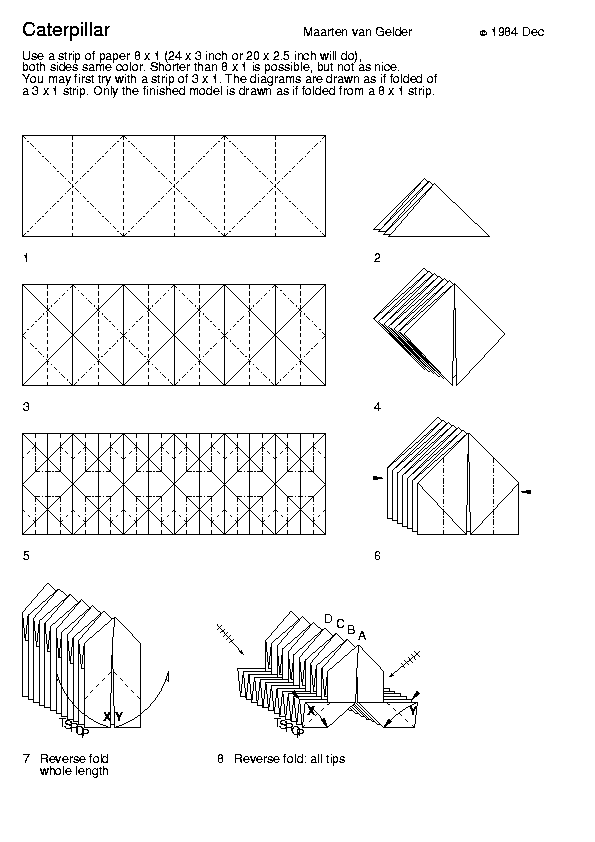 Caterpillar Maarten van Gelder © 1984 Dec
Use a strip of paper 8 x 1 (24 x 3 inch or 20 x 2.5 inch will do),
both sides same color. Shorter than 8 x 1 is possible, but not as nice.
You may first try with a strip of 3 x 1. The diagrams are drawn as if folded of
a 3 x 1 strip. Only the finished model is drawn as if folded from a 8 x 1 strip.
1
2
3
4
5
6
D C B A
X Y
X
Y
7 Reverse fold
whole length
8 Reverse fold: all tips